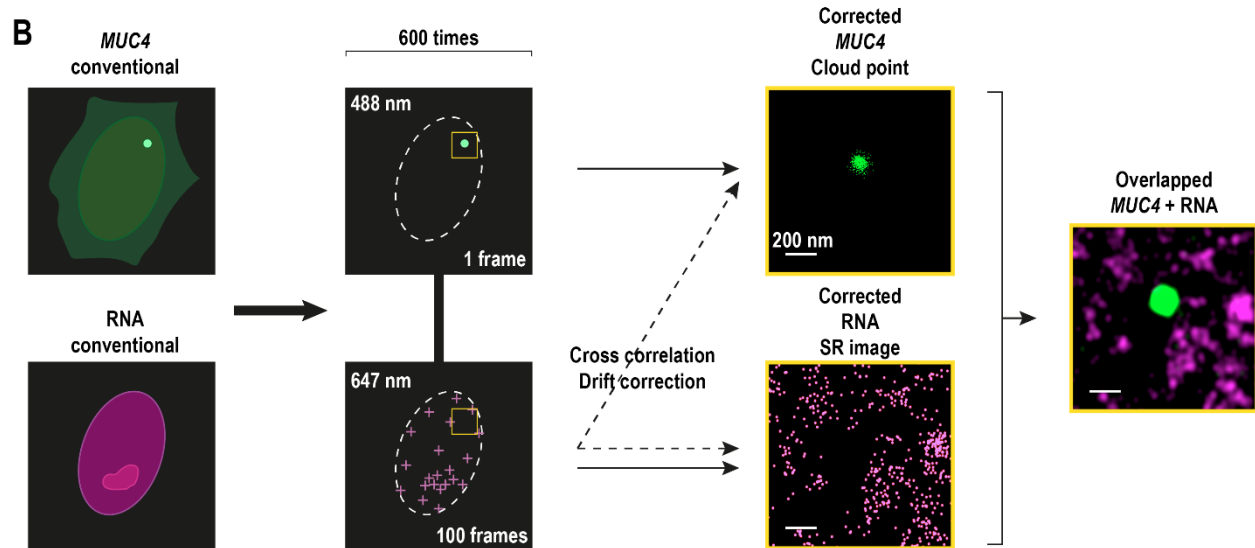 B
MUC4
conventional
600 times
488 nm
1 frame
Corrected
MUC4
Cloud point
200 nm
Overlapped
MUC4 + RNA
RNA
conventional
647 nm
100 frames
Cross correlation
Drift correction
Corrected
RNA
SR image